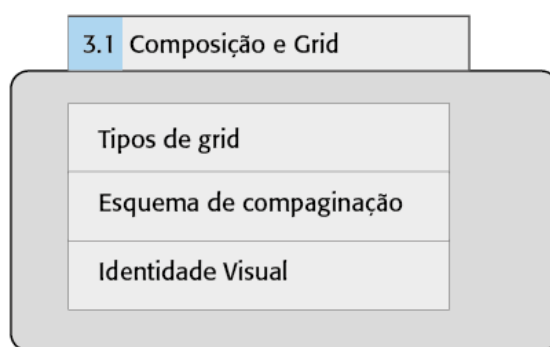 3.1 Composição e Grid
Tipos de grid
Esquema de compaginação
Identidade Visual